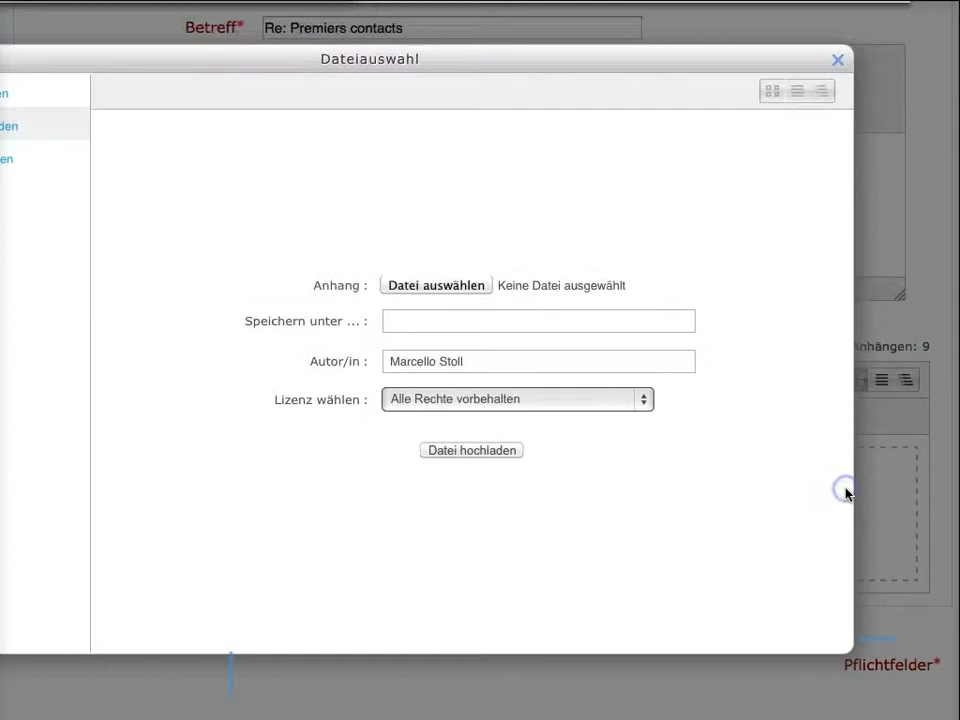 Betreff*
Re: Premiers contacts
Dateiauswahl
en
den
en
Anhang :
Datei auswählen
Keine Datei ausgewählt
Speichern unter ... :
Autor/in :
Marcello Stoll
Lizenz wählen :
Alle Rechte vorbehalten
Datei hochladen
Anhängen: 9
Pflichtfelder*